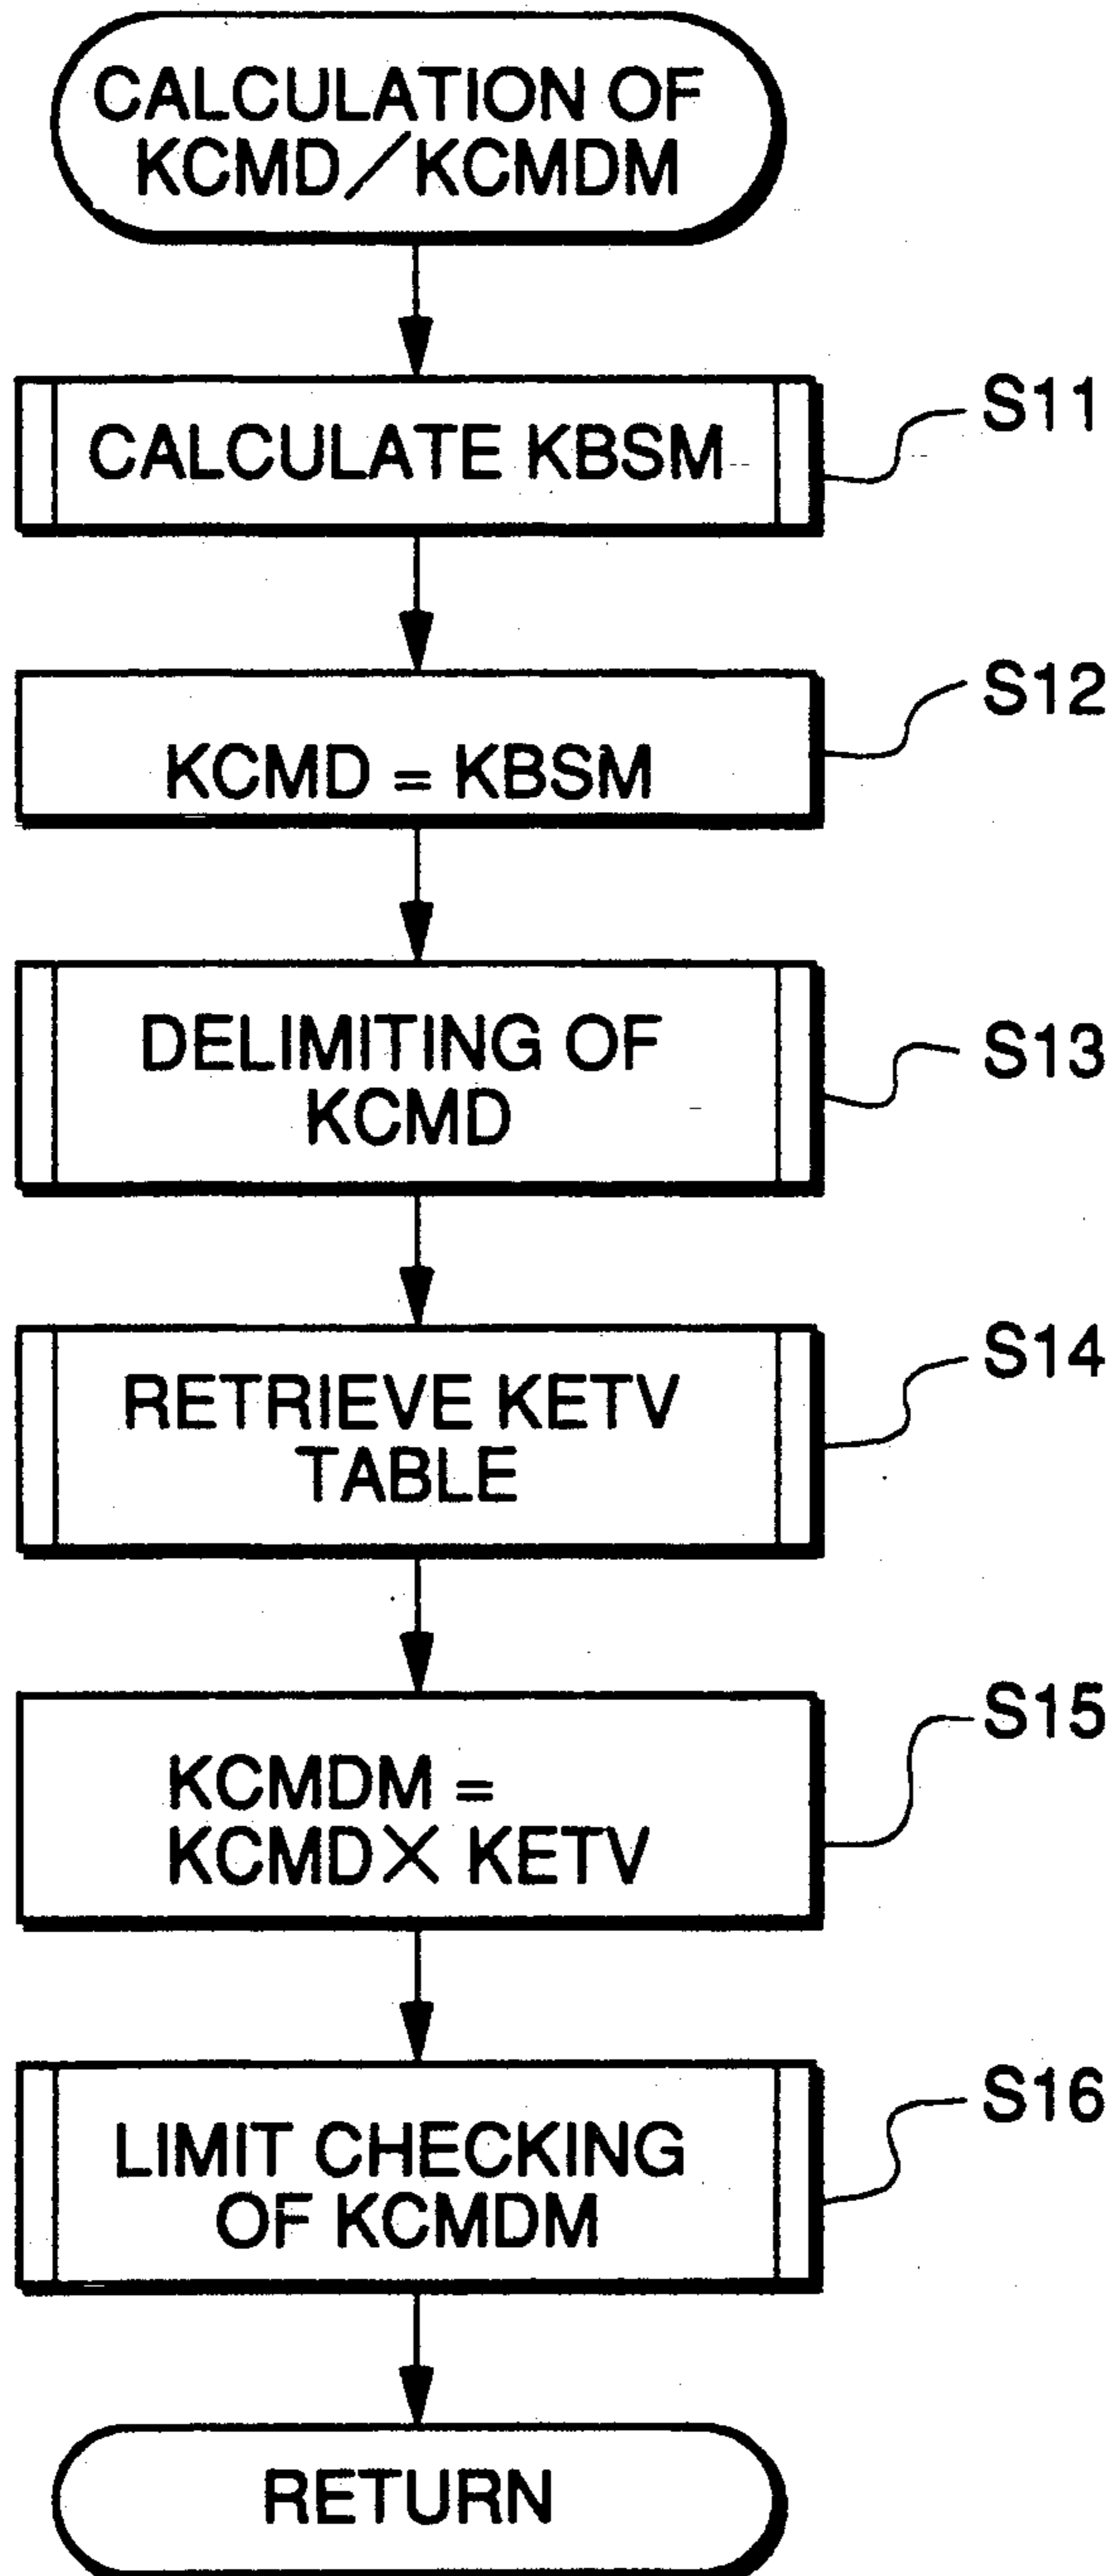 CALCULATION OF
KCMD/KCMDM
CALCULATE KBSM
S11
KCMD = KBSM
S12
DELIMITING OF
KCMD
S13
RETRIEVE KETV
TABLE
S14
KCMDM =
KCMD × KETV
S15
LIMIT CHECKING
OF KCMDM
S16
RETURN